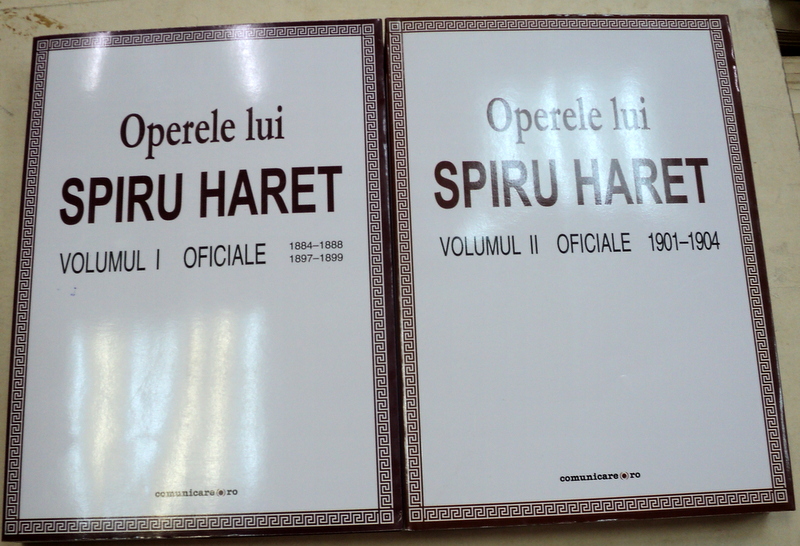 Operele lui
SPIRU HARET
VOLUMUL I OFICIALE 1884–1888
1897–1899
comunicare.ro
Operele lui
SPIRU HARET
VOLUMUL II OFICIALE 1901–1904
comunicare.ro